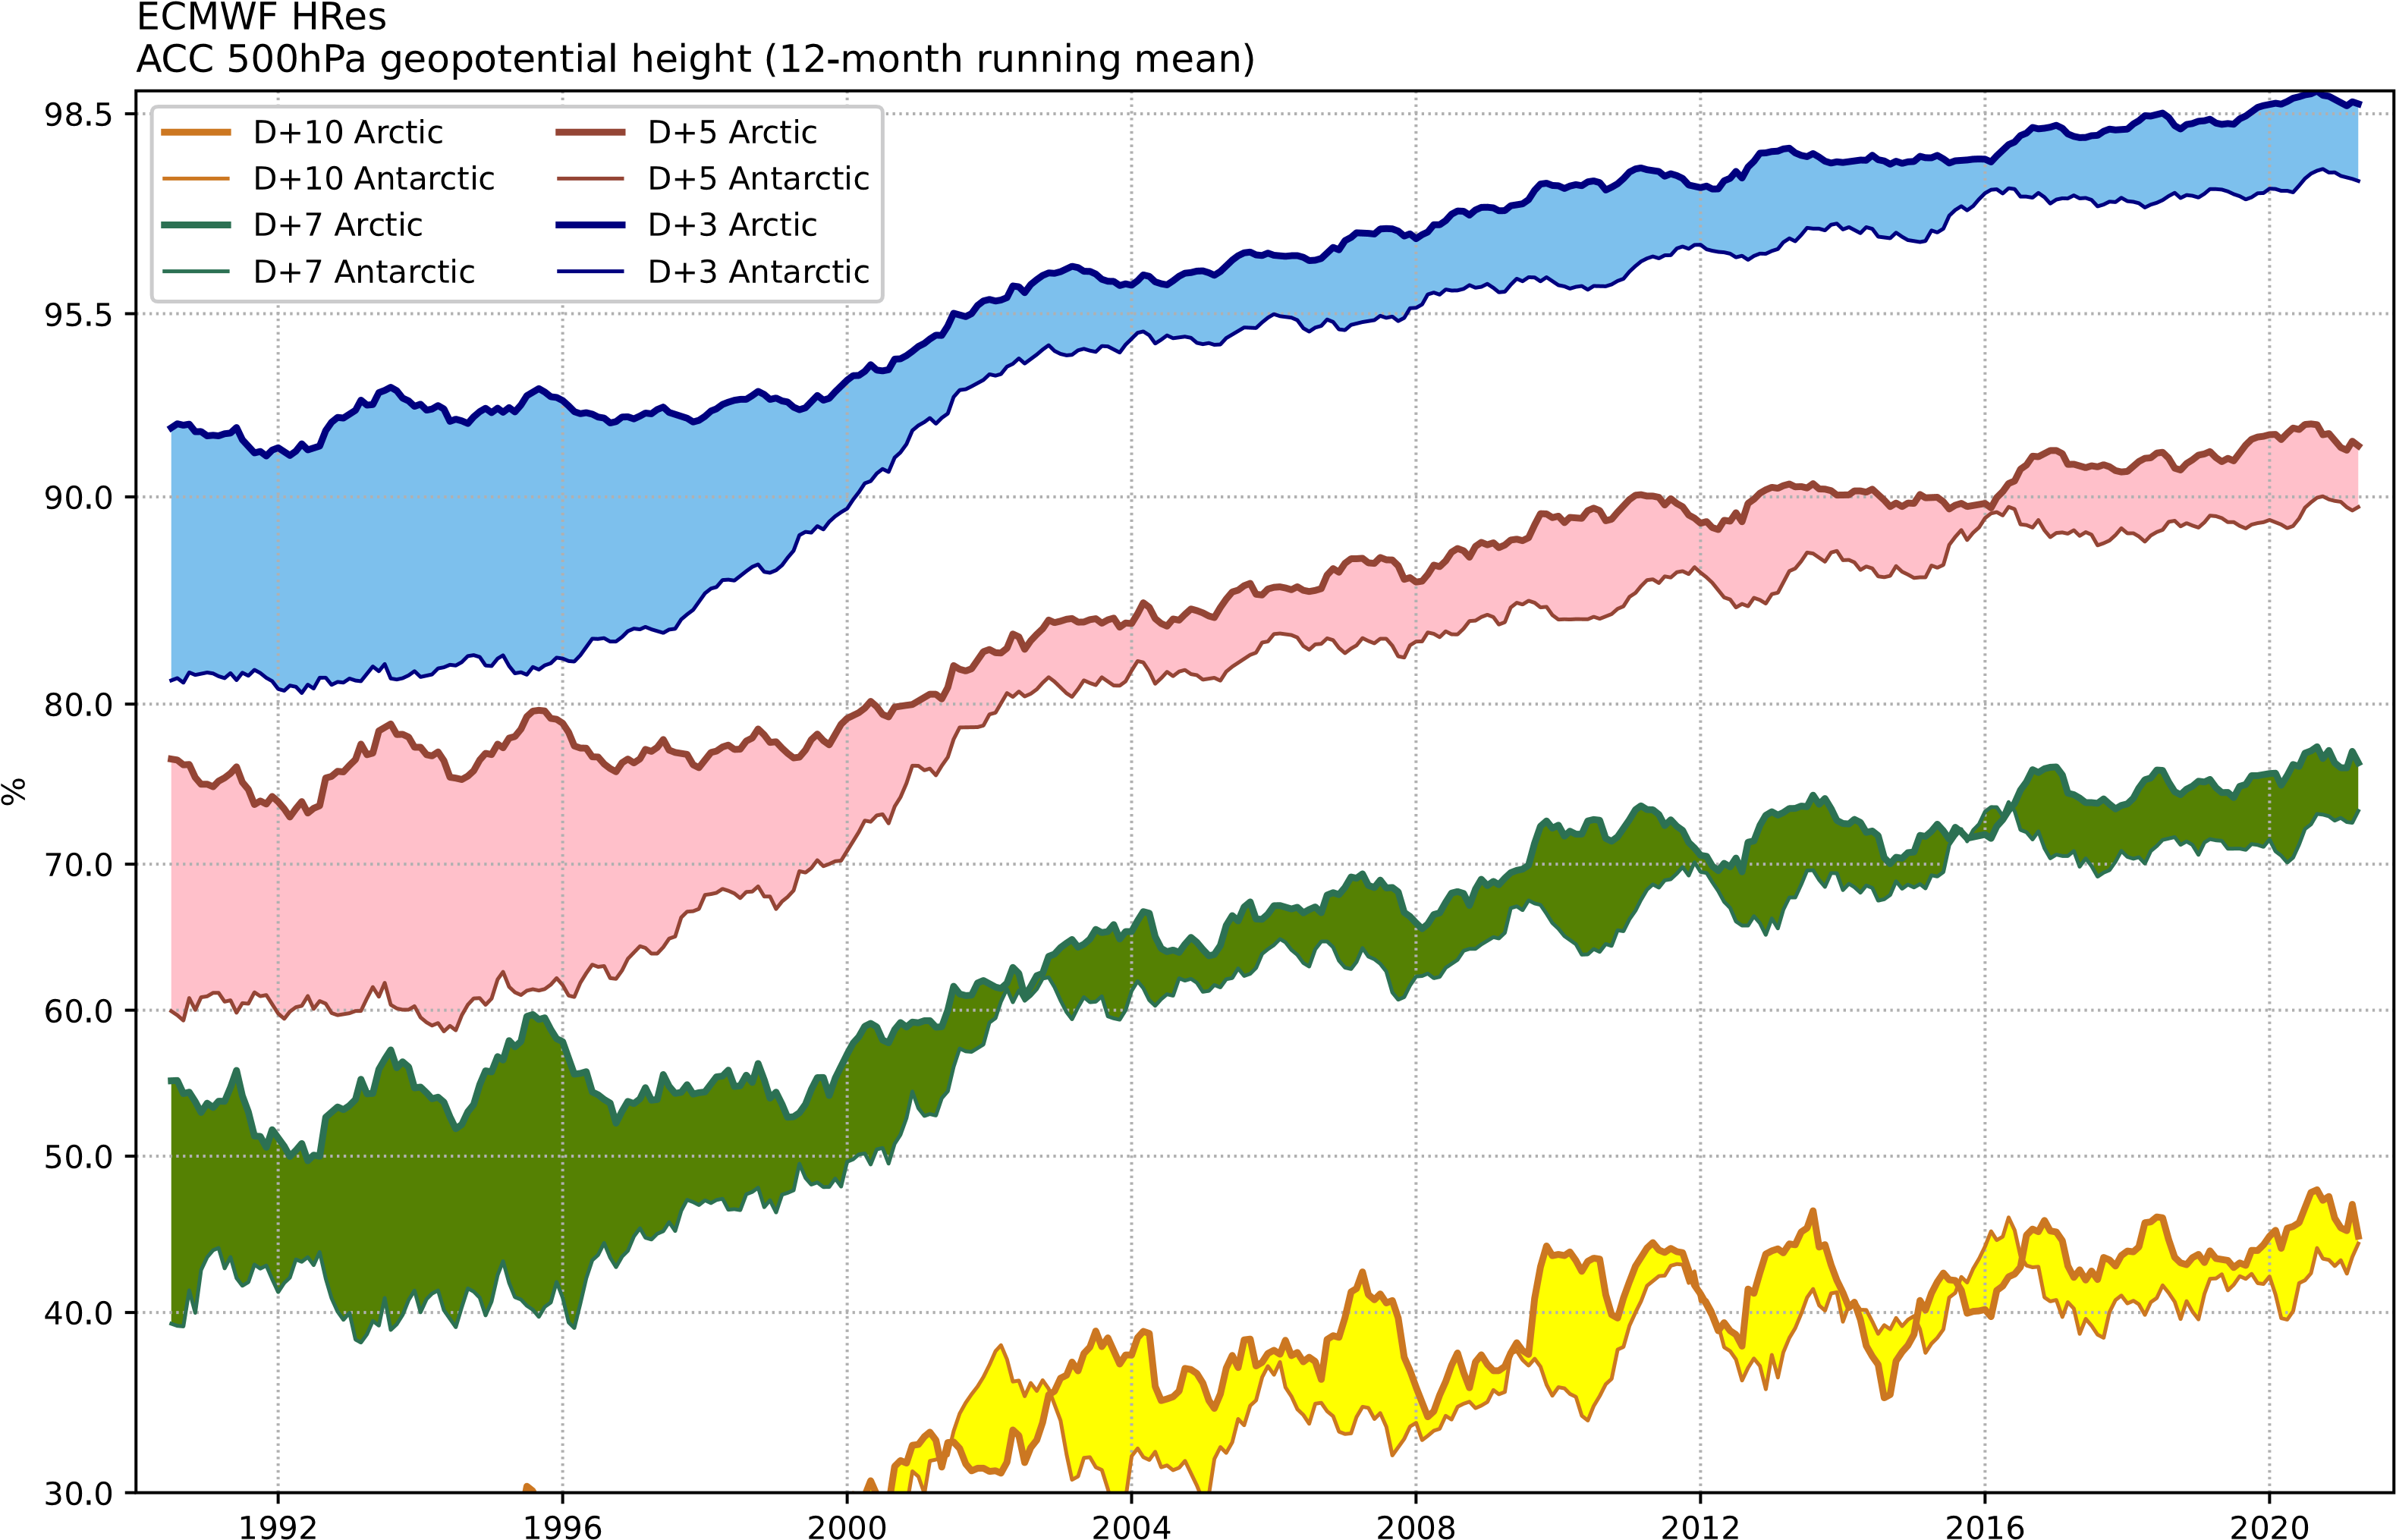 ECMWF HRes
ACC 500hPa geopotential height (12-month running mean)
98.5
95.5
90.0
80.0
70.0
60.0
50.0
40.0
30.0
%
D+10 Arctic
D+10 Antarctic
D+7 Arctic
D+7 Antarctic
D+5 Arctic
D+5 Antarctic
D+3 Arctic
D+3 Antarctic
1992 1996 2000 2004 2008 2012 2016 2020